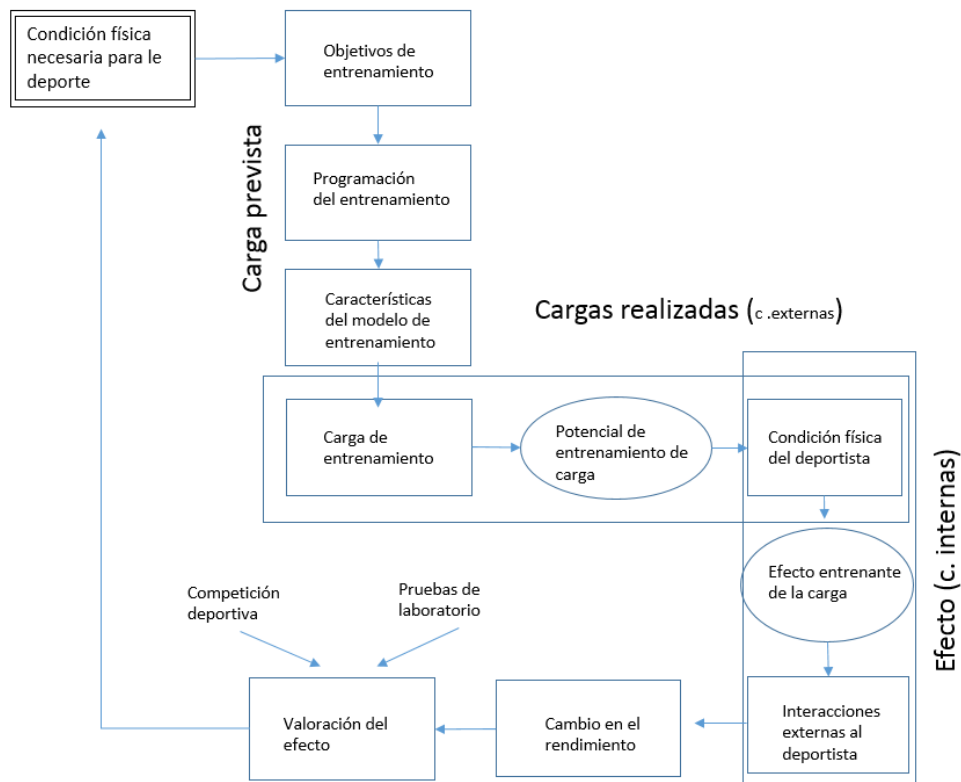 Condición física
necesaria para le
deporte
Objetivos de
entrenamiento
Carga prevista
Programación
del entrenamiento
Características
del modelo de
entrenamiento
Cargas realizadas (c .externas)
Carga de
entrenamiento
Potencial de
entrenamiento de
carga
Condición física
del deportista
Efecto (c. internas)
Efecto entrenante
de la carga
Competición
deportiva
Pruebas de
laboratorio
Valoración del
efecto
Cambio en el
rendimiento
Interacciones
externas al
deportista